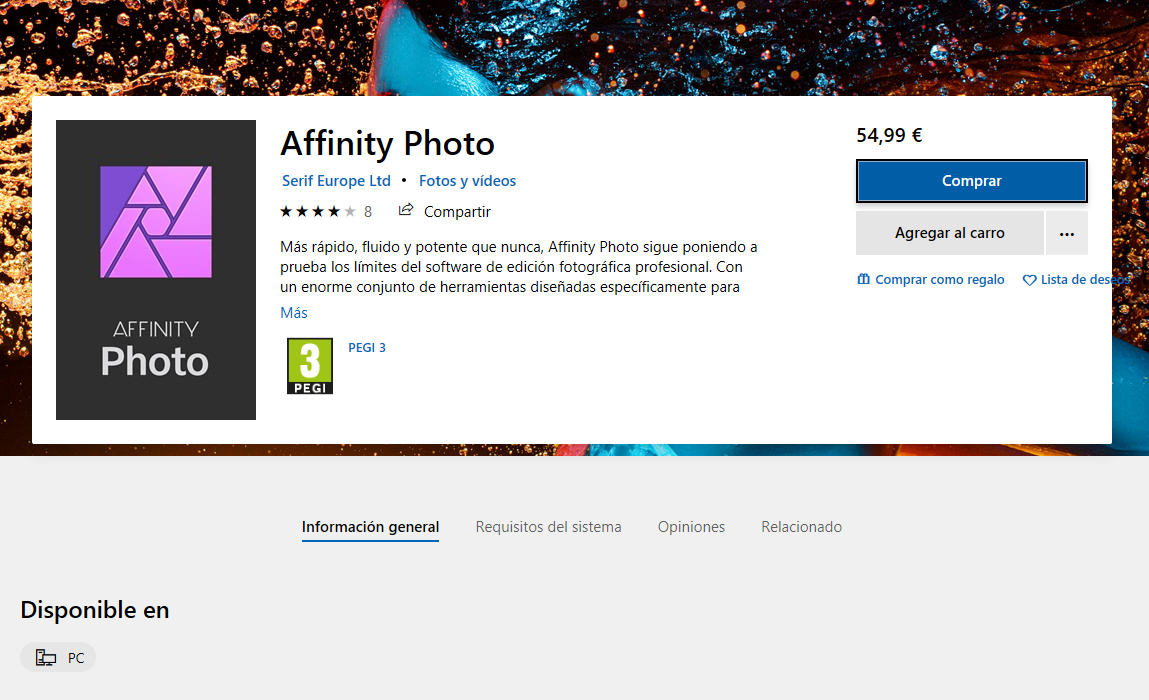 AFFINITY
Photo
Affinity Photo
Serif Europe Ltd • Fotos y vídeos
8 Compartir
Más rápido, fluido y potente que nunca, Affinity Photo sigue poniendo a
prueba los límites del software de edición fotográfica profesional. Con
un enorme conjunto de herramientas diseñadas específicamente para
Más
3
PEGI
PEGI 3
54,99 €
Comprar
Agregar al carro ...
Comprar como regalo Lista de deseos
Información general Requisitos del sistema Opiniones Relacionado
Disponible en
PC